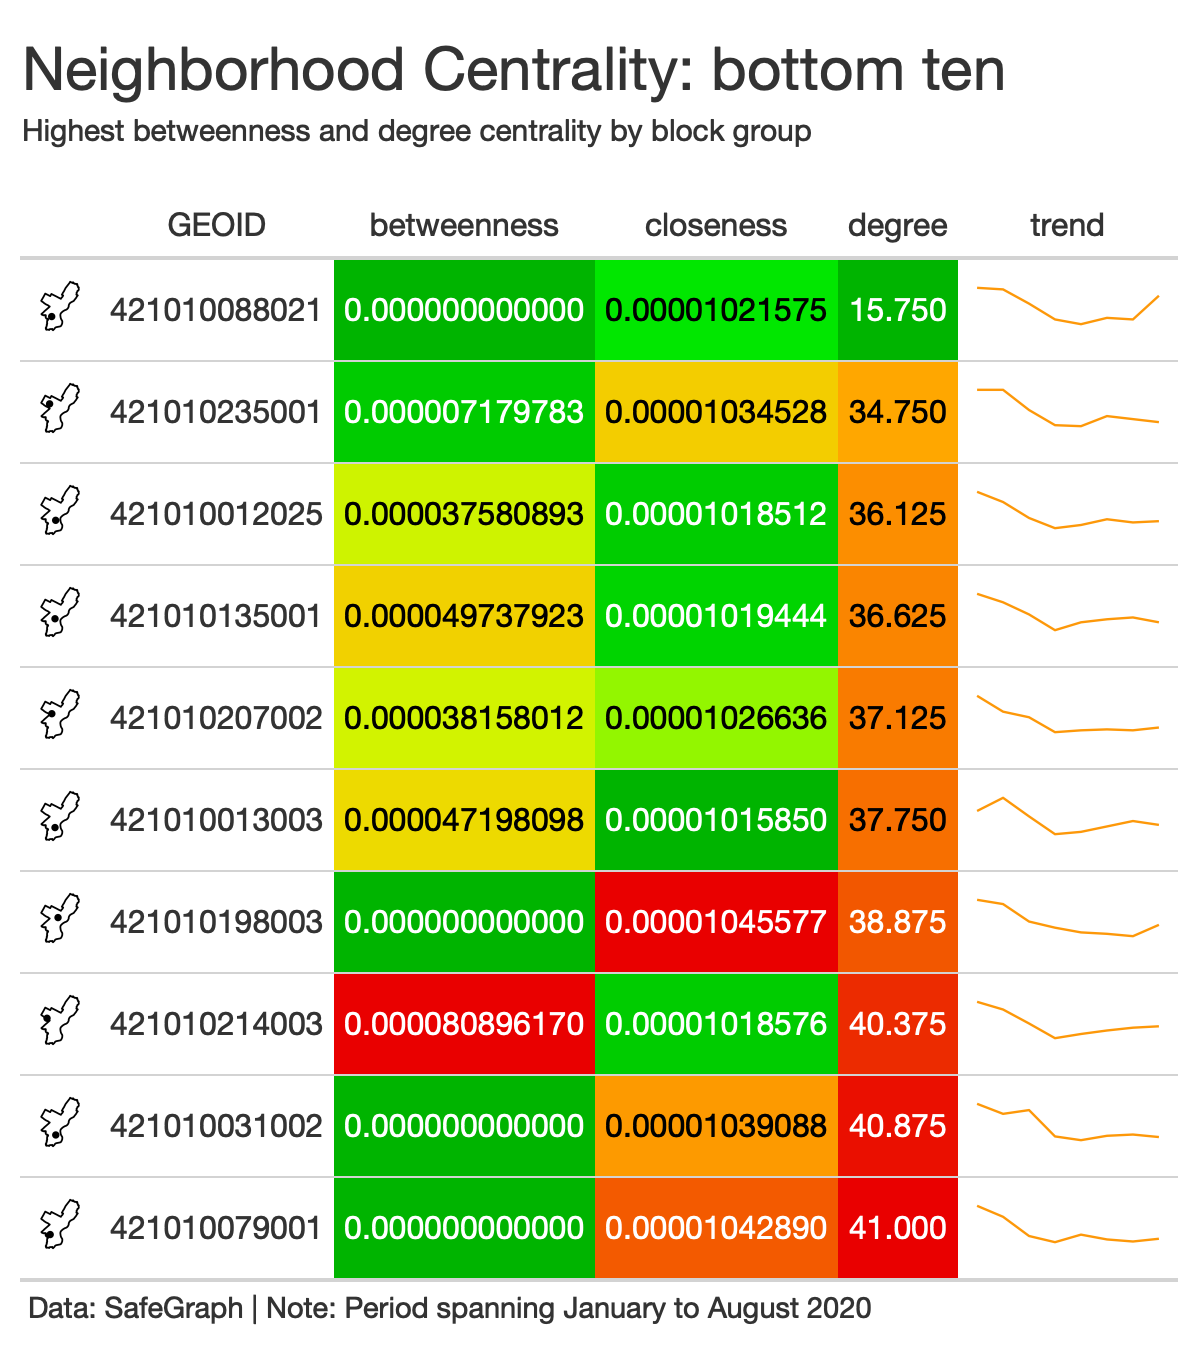 Neighborhood Centrality: bottom ten
Highest betweenness and degree centrality by block group
GEOID betweenness closeness degree trend
421010088021 0.000000000000 0.00001021575 15.750
421010235001 0.000007179783 0.00001034528 34.750
421010012025 0.000037580893 0.00001018512 36.125
421010135001 0.000049737923 0.00001019444 36.625
421010207002 0.000038158012 0.00001026636 37.125
421010013003 0.000047198098 0.00001015850 37.750
421010198003 0.000000000000 0.00001045577 38.875
421010214003 0.000080896170 0.00001018576 40.375
421010031002 0.000000000000 0.00001039088 40.875
421010079001 0.000000000000 0.00001042890 41.000
Data: SafeGraph | Note: Period spanning January to August 2020